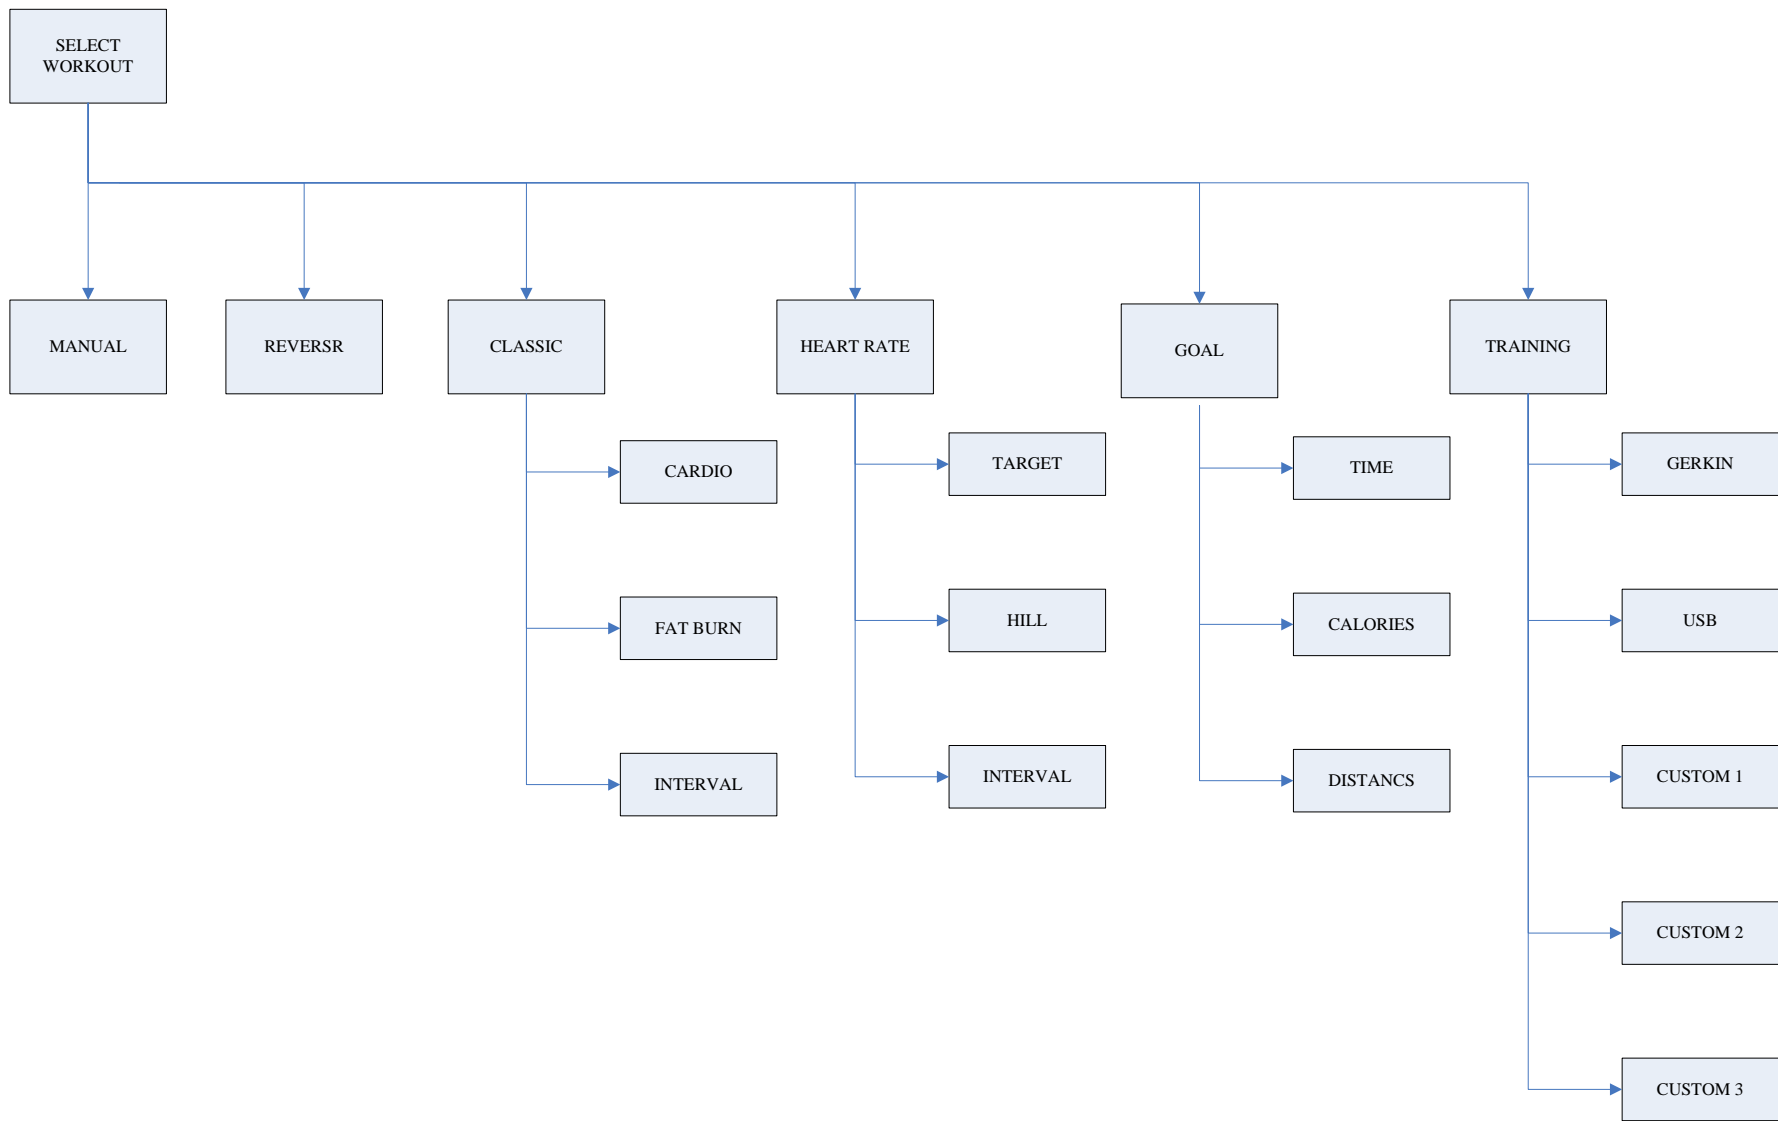 SELECT
WORKOUT
MANUAL
REVERSR
CLASSIC
HEART RATE
GOAL
TRAINING
CARDIO
FAT BURN
INTERVAL
TARGET
HILL
INTERVAL
TIME
CALORIES
DISTANCS
GERKIN
USB
CUSTOM 1
CUSTOM 2
CUSTOM 3